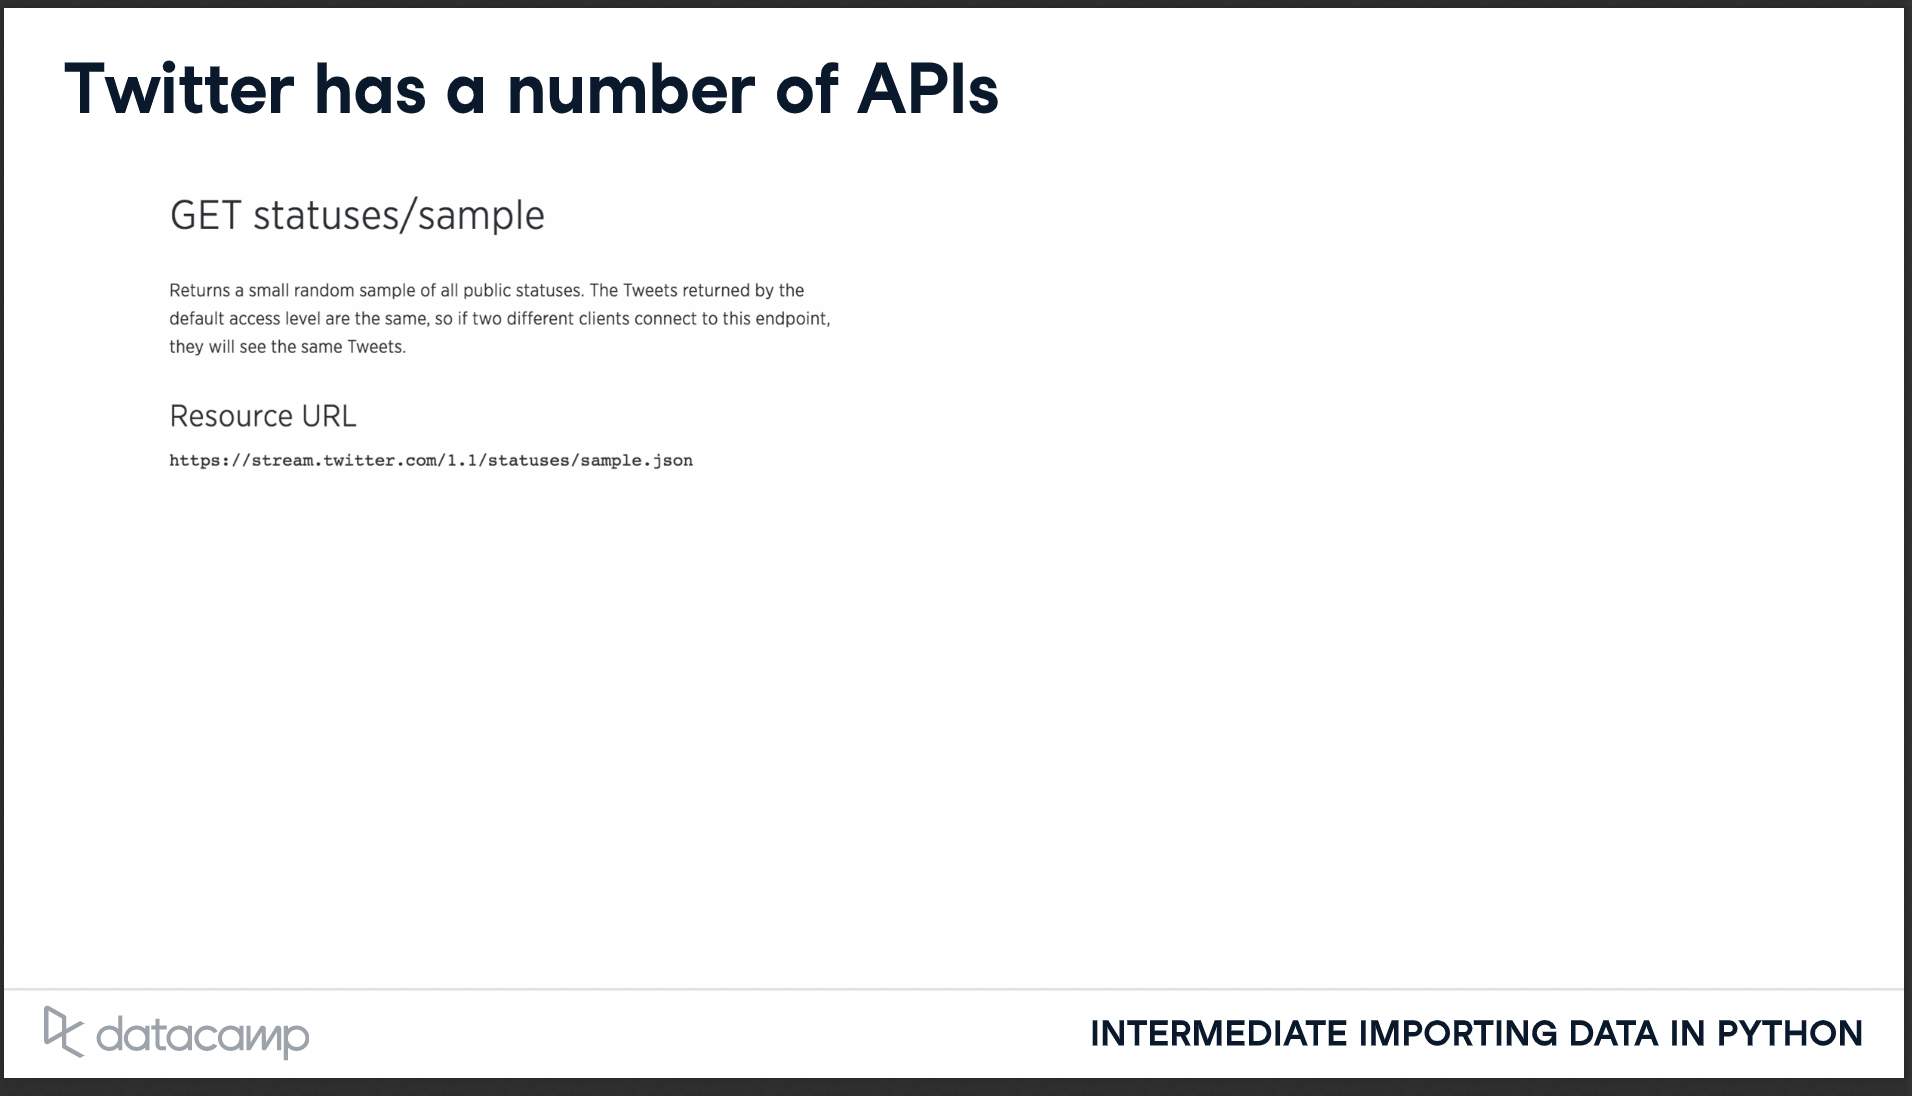 Twitter has a number of APIs
GET statuses/sample
Returns a small random sample of all public statuses. The Tweets returned by the
default access level are the same, so if two different clients connect to this endpoint,
they will see the same Tweets.
Resource URL
https://stream.twitter.com/1.1/statuses/sample.json
datacamp
INTERMEDIATE IMPORTING DATA IN PYTHON